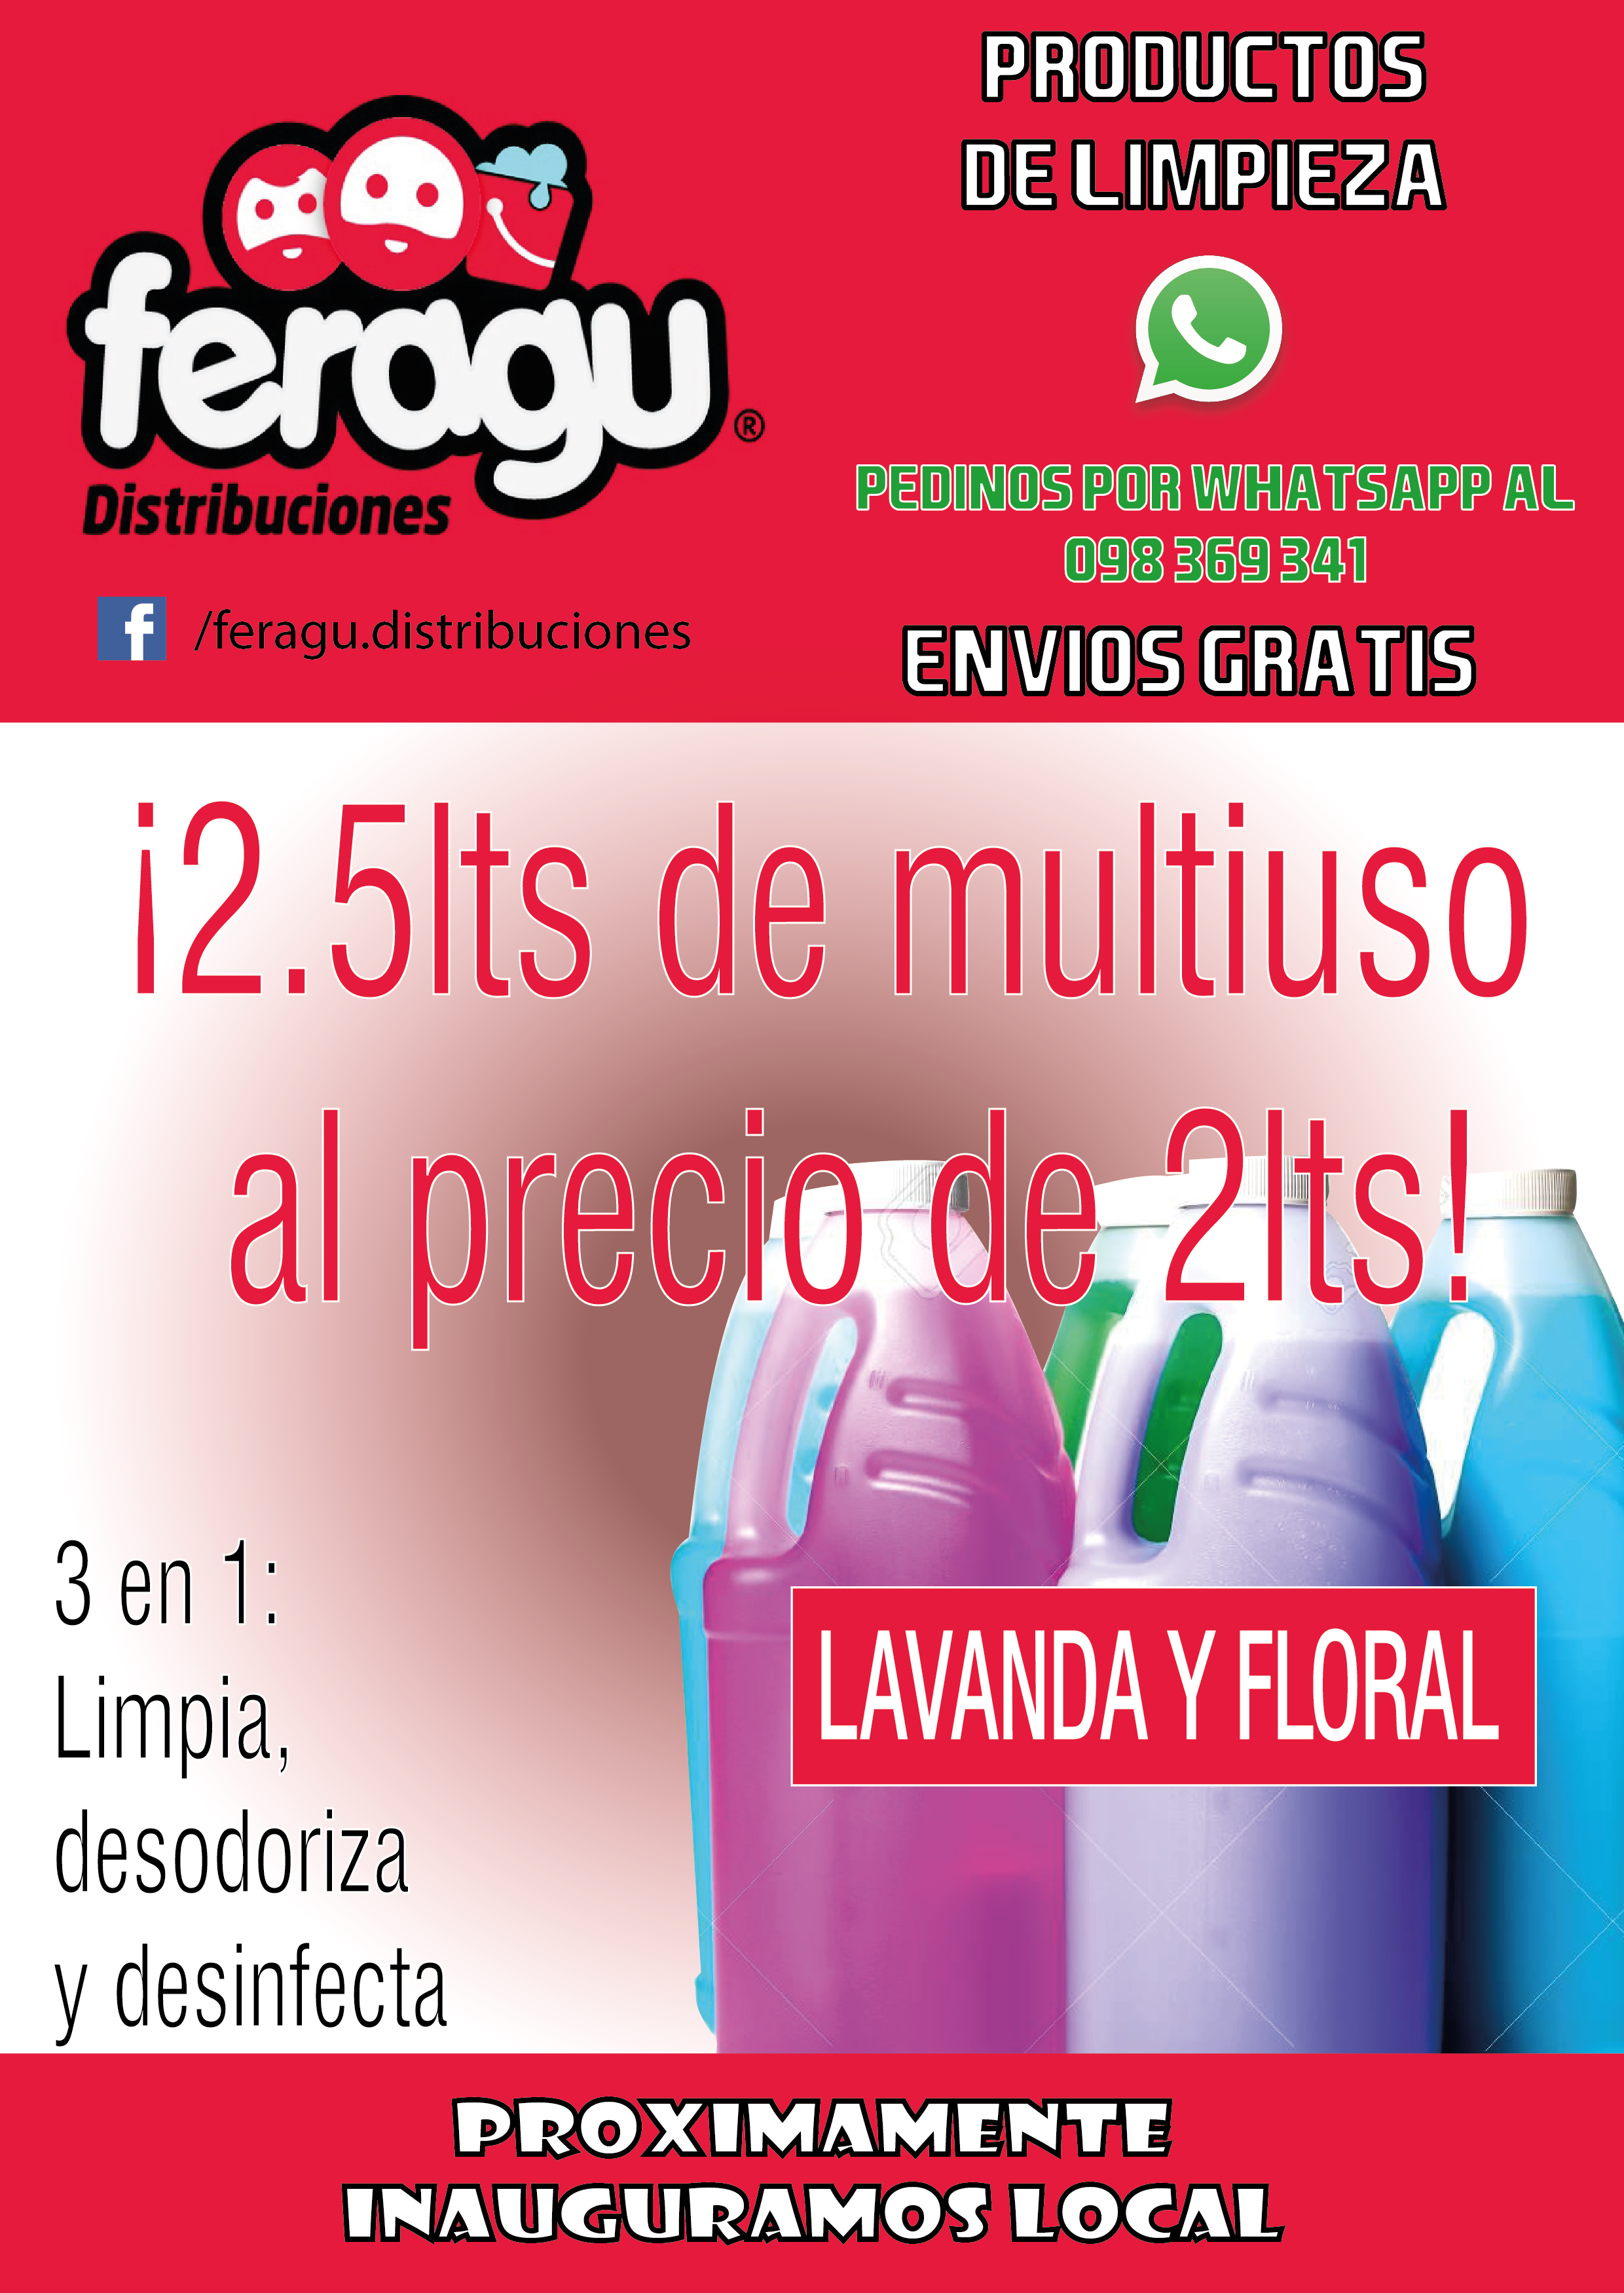 feragu
®
Distribuciones
f /feragu.distribuciones
PRODUCTOS
DE LIMPIEZA
PEDINOS POR WHATSAPP AL
098 369 341
ENVIOS GRATIS
¡2.5lts de multiuso
al precio de 2lts!
3 en 1:
Limpia,
desodoriza
y desinfecta
LAVANDA Y FLORAL
PROXIMAMENTE
INAUGURAMOS LOCAL